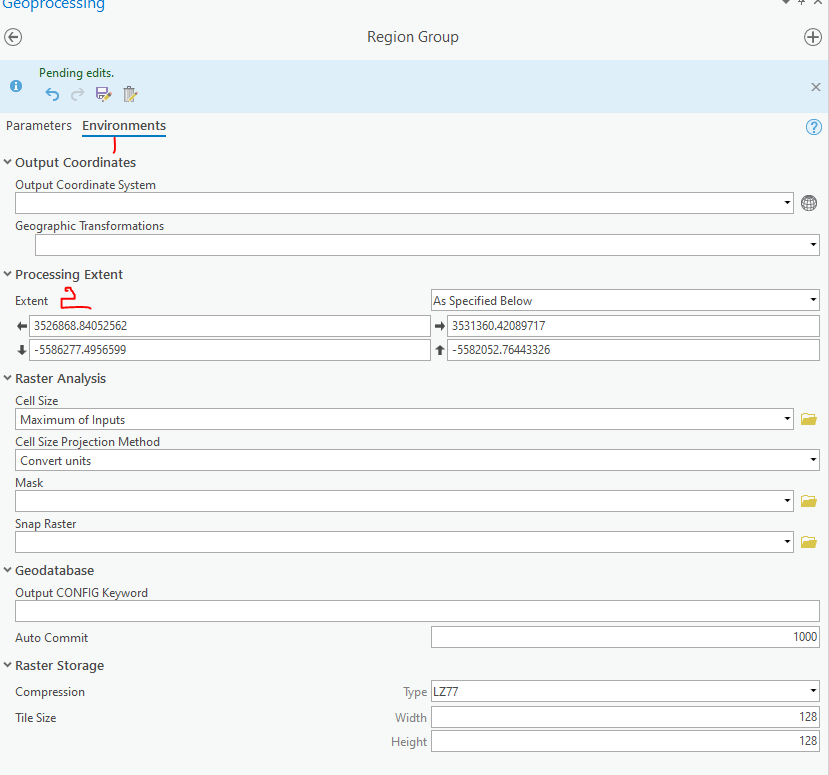 Geoprocessing
Region Group
Pending edits.
Parameters Environments
1
Output Coordinates
Output Coordinate System
Geographic Transformations
Processing Extent
Extent 2 As Specified Below
3526868.84052562 3531360.42089717
-5586277.4956599 -5582052.76443326
Raster Analysis
Cell Size
Maximum of Inputs
Cell Size Projection Method
Convert units
Mask
Snap Raster
Geodatabase
Output CONFIG Keyword
Auto Commit 1000
Raster Storage
Compression Type LZ77
Tile Size Width 128
Height 128